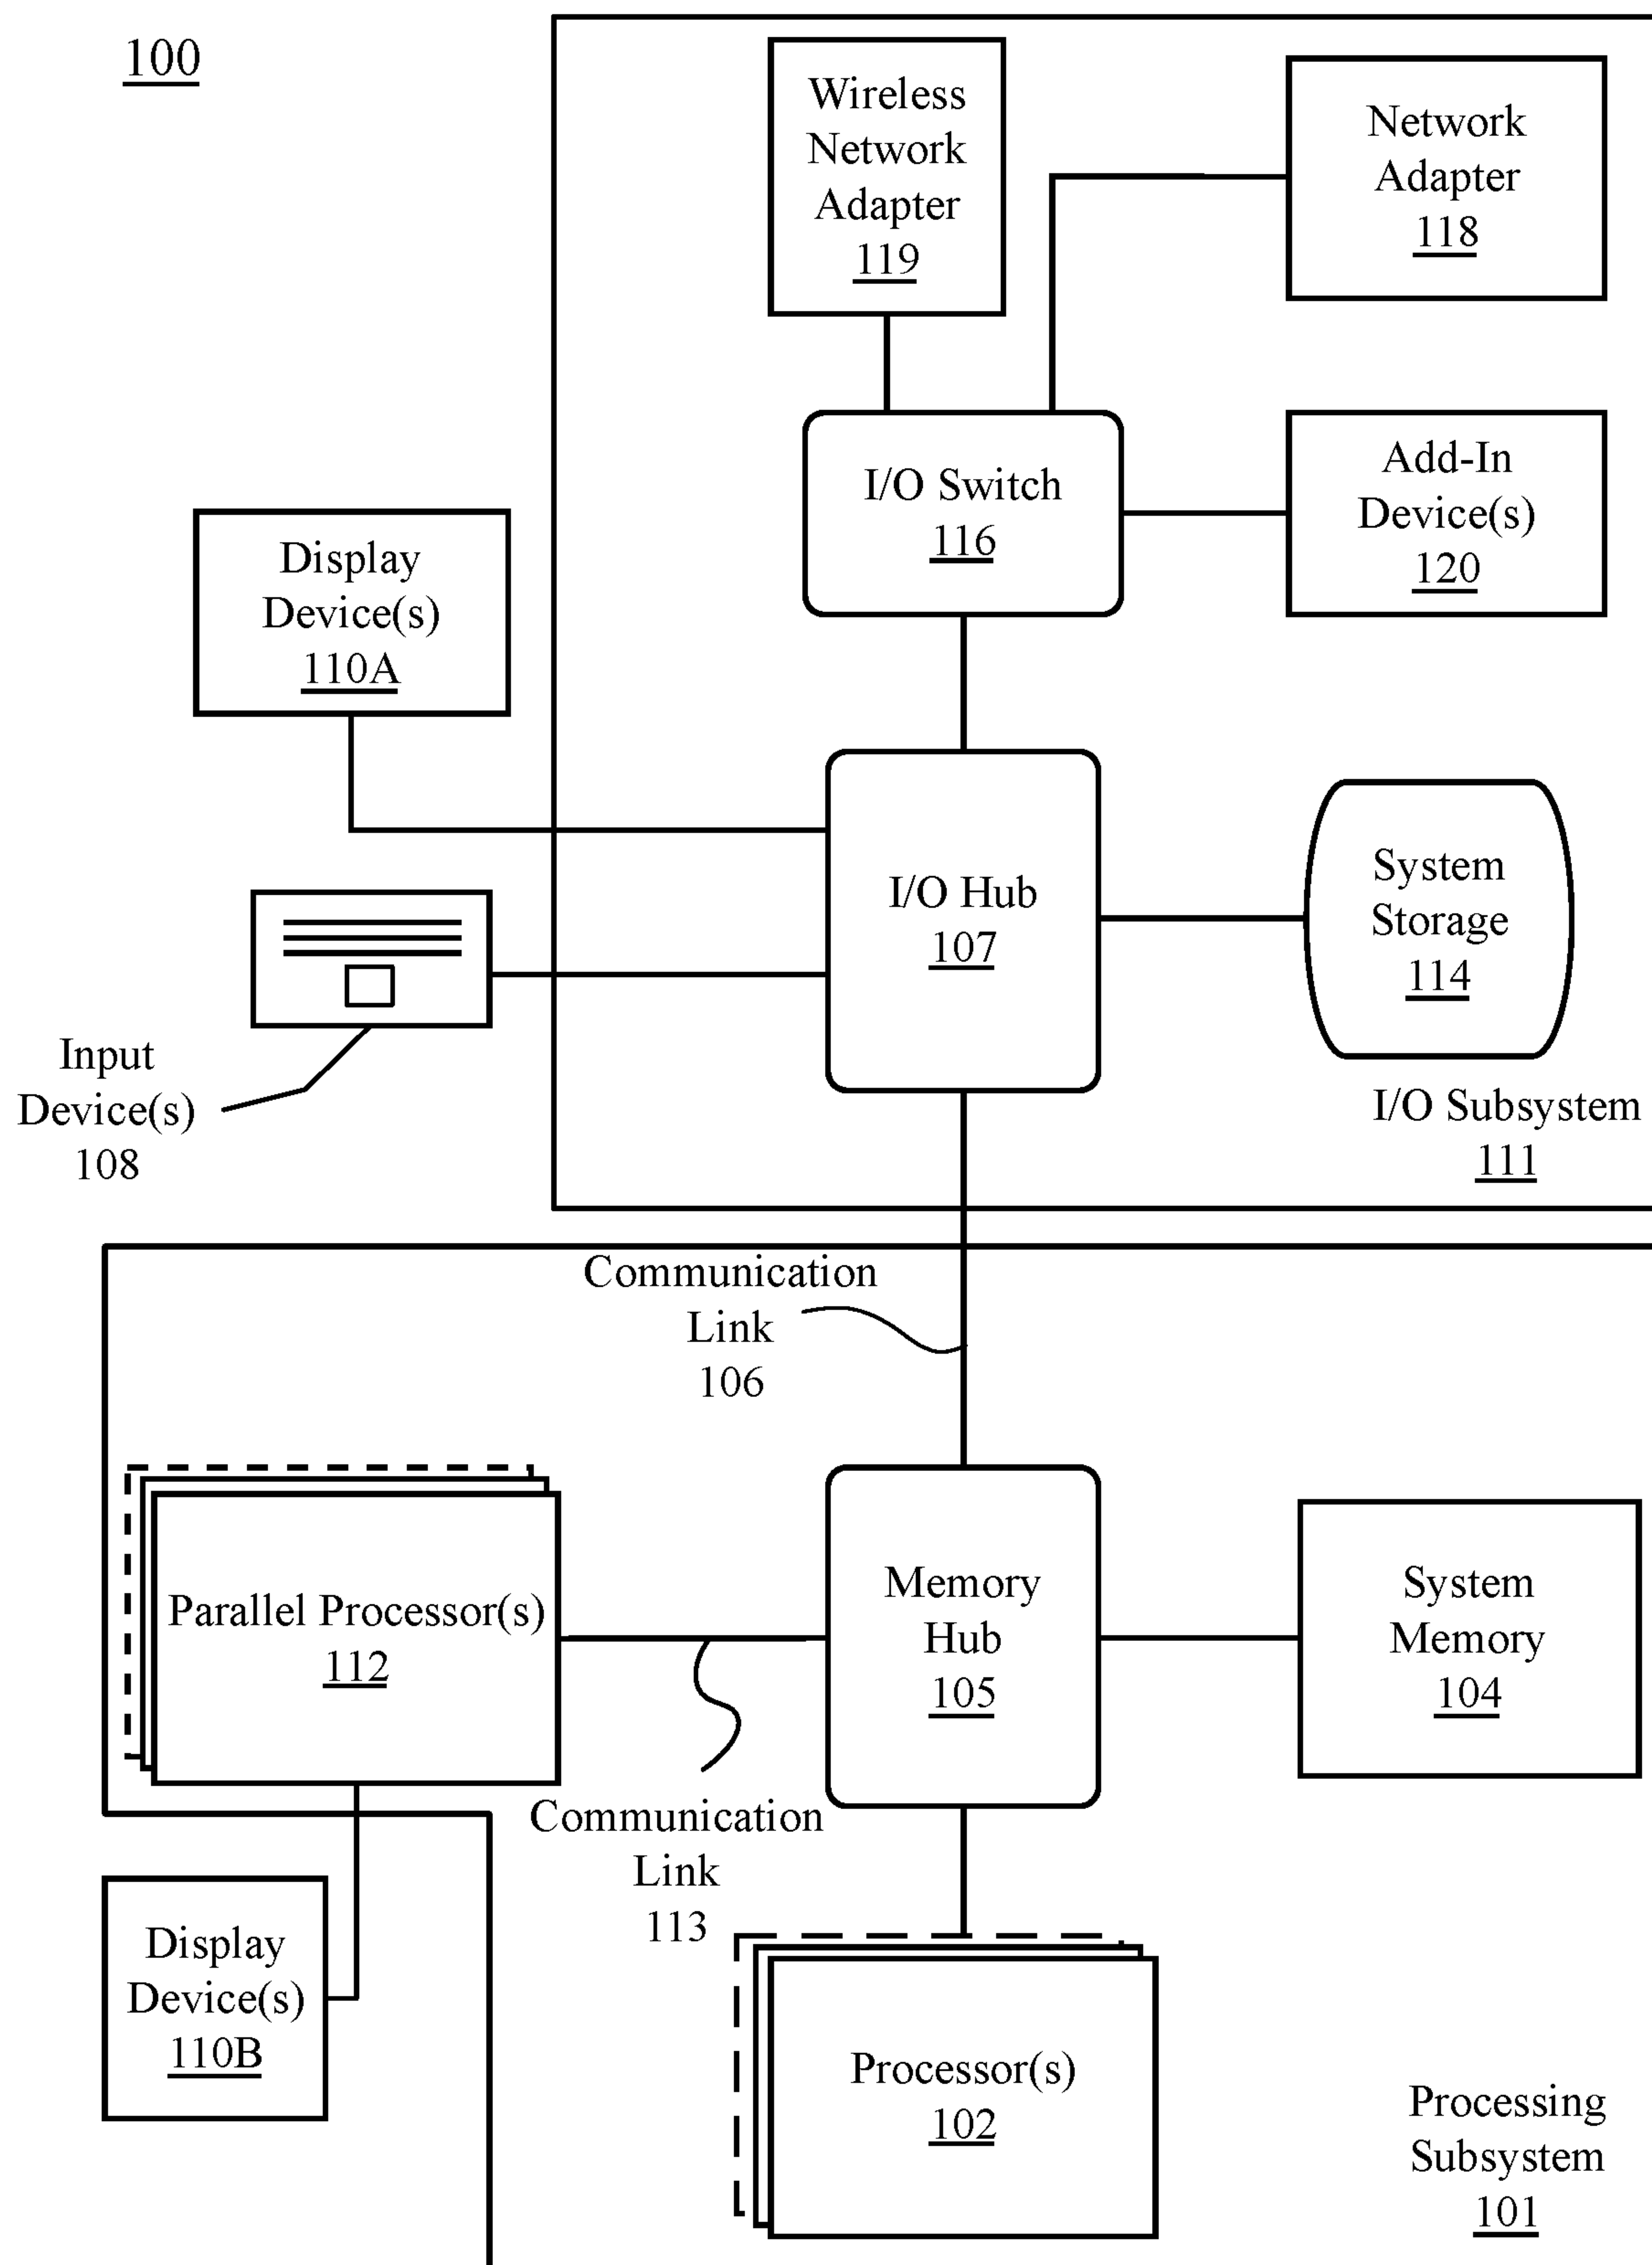 100
Wireless
Network
Adapter
119
Network
Adapter
118
I/O Switch
116
Add-In
Device(s)
120
Display
Device(s)
110A
I/O Hub
107
System
Storage
114
Input
Device(s)
108
I/O Subsystem
111
Communication
Link
106
Parallel Processor(s)
112
Memory
Hub
105
System
Memory
104
Communication
Link
113
Display
Device(s)
110B
Processor(s)
102
Processing
Subsystem
101